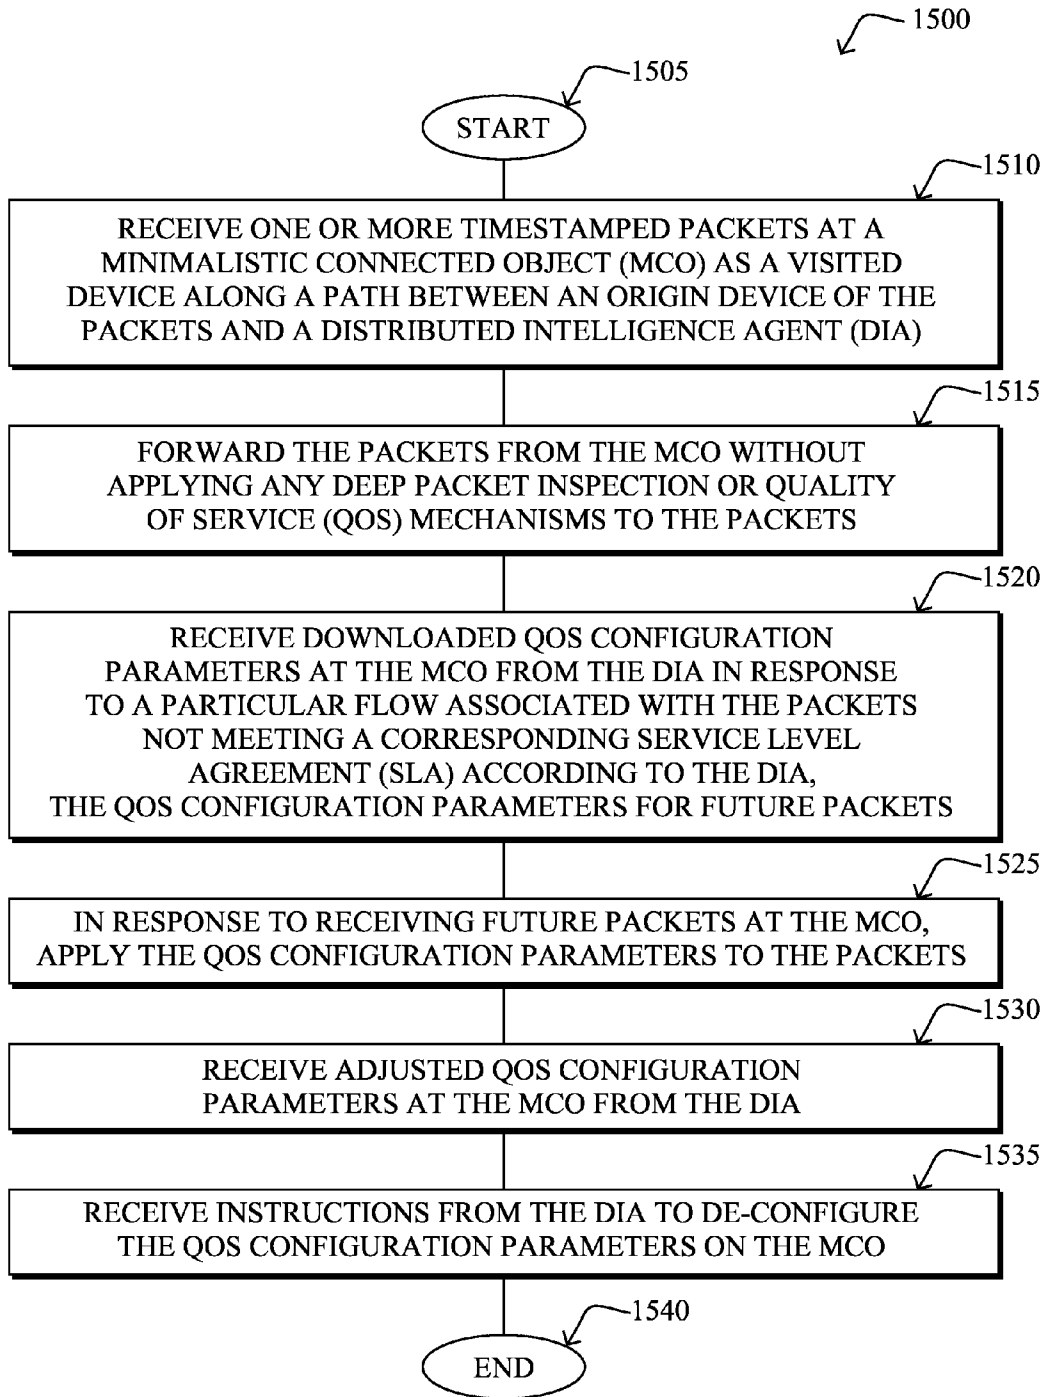 1500
1505
START
1510
RECEIVE ONE OR MORE TIMESTAMPED PACKETS AT A
MINIMALISTIC CONNECTED OBJECT (MCO) AS A VISITED
DEVICE ALONG A PATH BETWEEN AN ORIGIN DEVICE OF THE
PACKETS AND A DISTRIBUTED INTELLIGENCE AGENT (DIA)
1515
FORWARD THE PACKETS FROM THE MCO WITHOUT
APPLYING ANY DEEP PACKET INSPECTION OR QUALITY
OF SERVICE (QOS) MECHANISMS TO THE PACKETS
1520
RECEIVE DOWNLOADED QOS CONFIGURATION
PARAMETERS AT THE MCO FROM THE DIA IN RESPONSE
TO A PARTICULAR FLOW ASSOCIATED WITH THE PACKETS
NOT MEETING A CORRESPONDING SERVICE LEVEL
AGREEMENT (SLA) ACCORDING TO THE DIA,
THE QOS CONFIGURATION PARAMETERS FOR FUTURE PACKETS
1525
IN RESPONSE TO RECEIVING FUTURE PACKETS AT THE MCO,
APPLY THE QOS CONFIGURATION PARAMETERS TO THE PACKETS
1530
RECEIVE ADJUSTED QOS CONFIGURATION
PARAMETERS AT THE MCO FROM THE DIA
1535
RECEIVE INSTRUCTIONS FROM THE DIA TO DE-CONFIGURE
THE QOS CONFIGURATION PARAMETERS ON THE MCO
1540
END